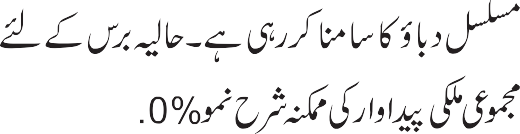 مسلسل دباؤ کا سامنا کر رہی ہے۔ حالیہ برس کے لئے
مجموعی ملکی پیداوار کی ممکنہ شرح نمو %0.